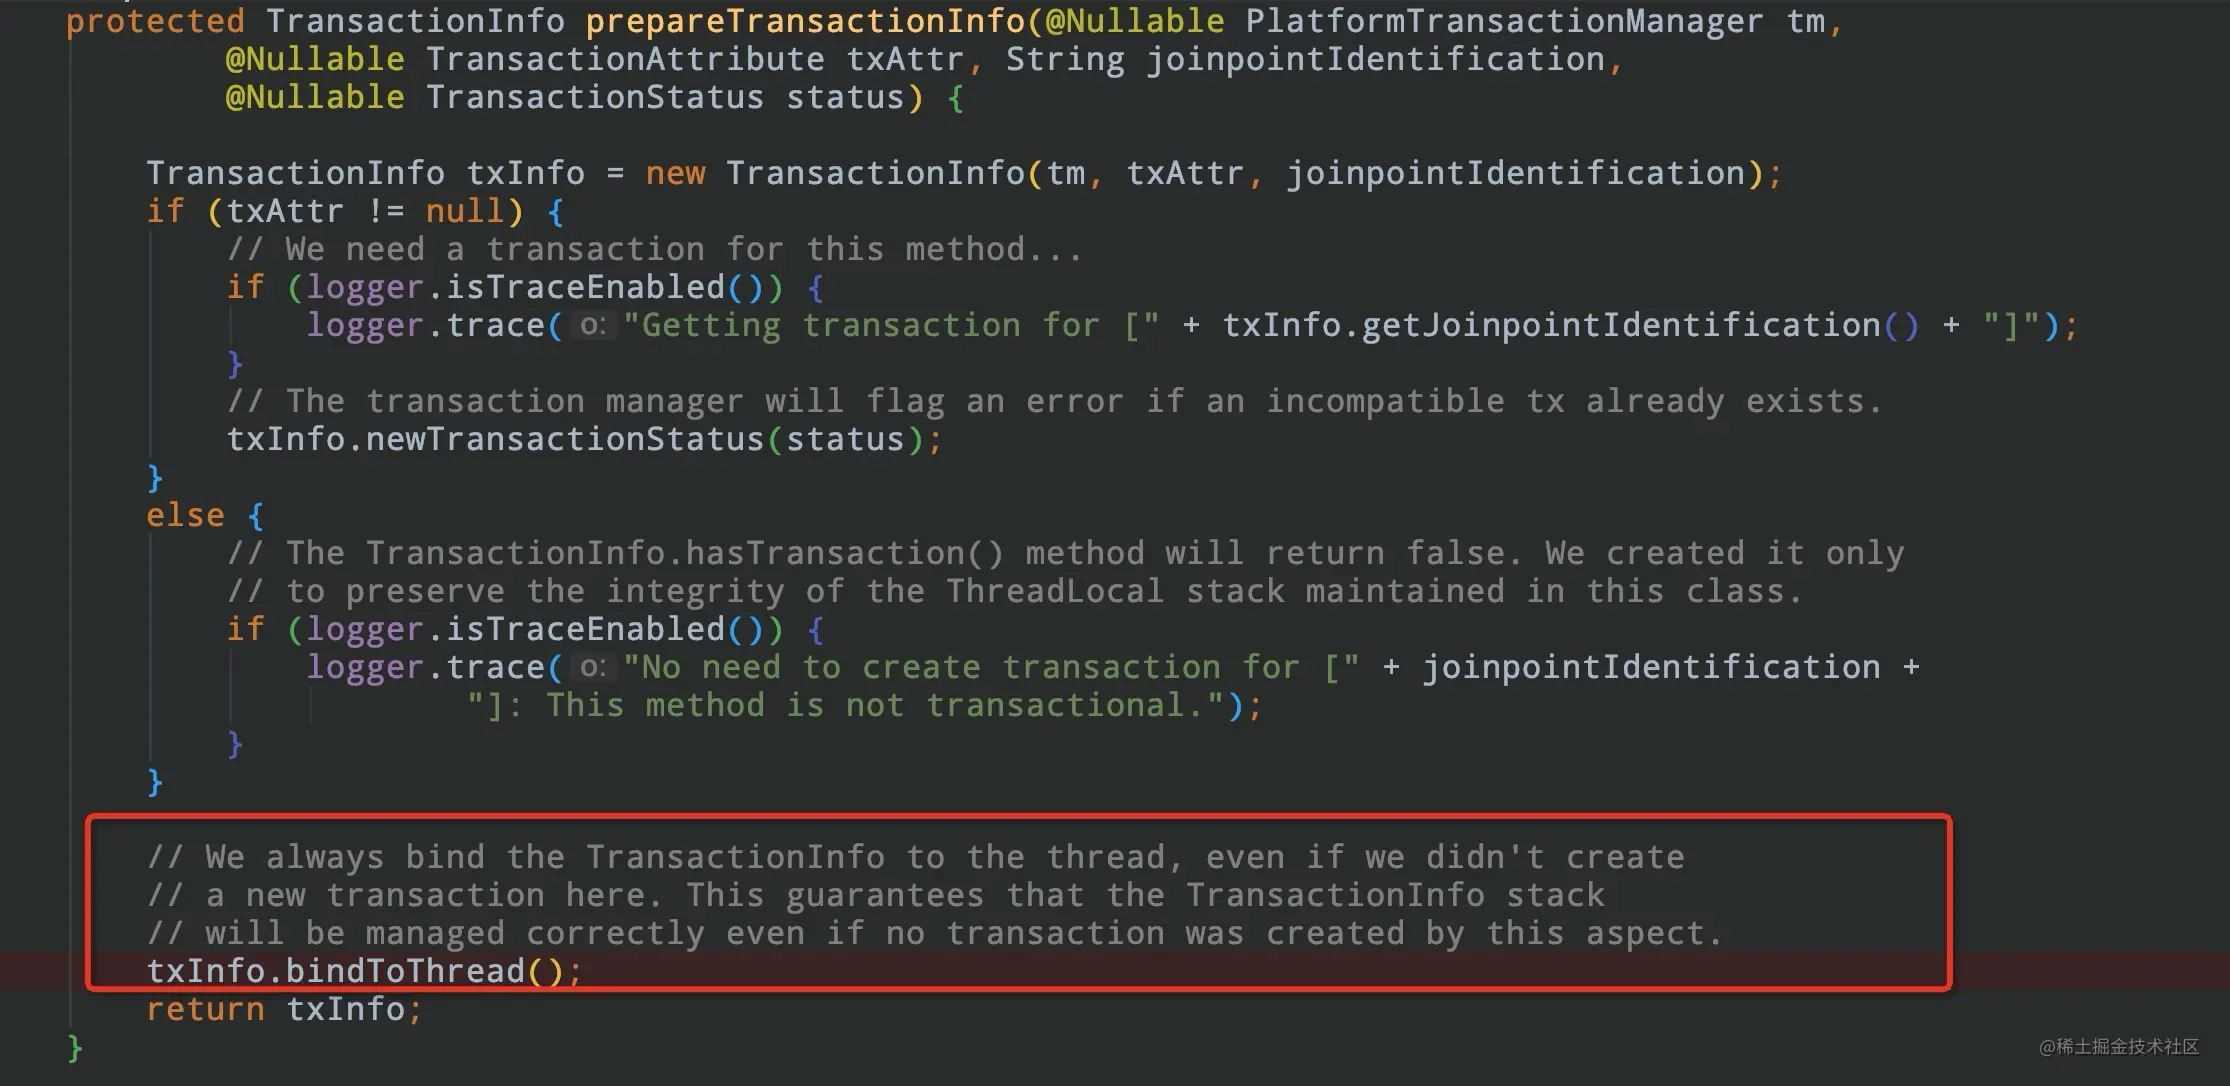 protected TransactionInfo prepareTransactionInfo(@Nullable PlatformTransactionManager tm,
        @Nullable TransactionAttribute txAttr, String joinpointIdentification,
        @Nullable TransactionStatus status) {

    TransactionInfo txInfo = new TransactionInfo(tm, txAttr, joinpointIdentification);
    if (txAttr != null) {
        // We need a transaction for this method...
        if (logger.isTraceEnabled()) {
            logger.trace( o: "Getting transaction for [" + txInfo.getJoinpointIdentification() + "]");
        }
        // The transaction manager will flag an error if an incompatible tx already exists.
        txInfo.newTransactionStatus(status);
    }
    else {
        // The TransactionInfo.hasTransaction() method will return false. We created it only
        // to preserve the integrity of the ThreadLocal stack maintained in this class.
        if (logger.isTraceEnabled()) {
            logger.trace( o: "No need to create transaction for [" + joinpointIdentification +
                    "]: This method is not transactional.");
        }
    }

    // We always bind the TransactionInfo to the thread, even if we didn't create
    // a new transaction here. This guarantees that the TransactionInfo stack
    // will be managed correctly even if no transaction was created by this aspect.
    txInfo.bindToThread();
    return txInfo;
}
@稀土掘金技术社区